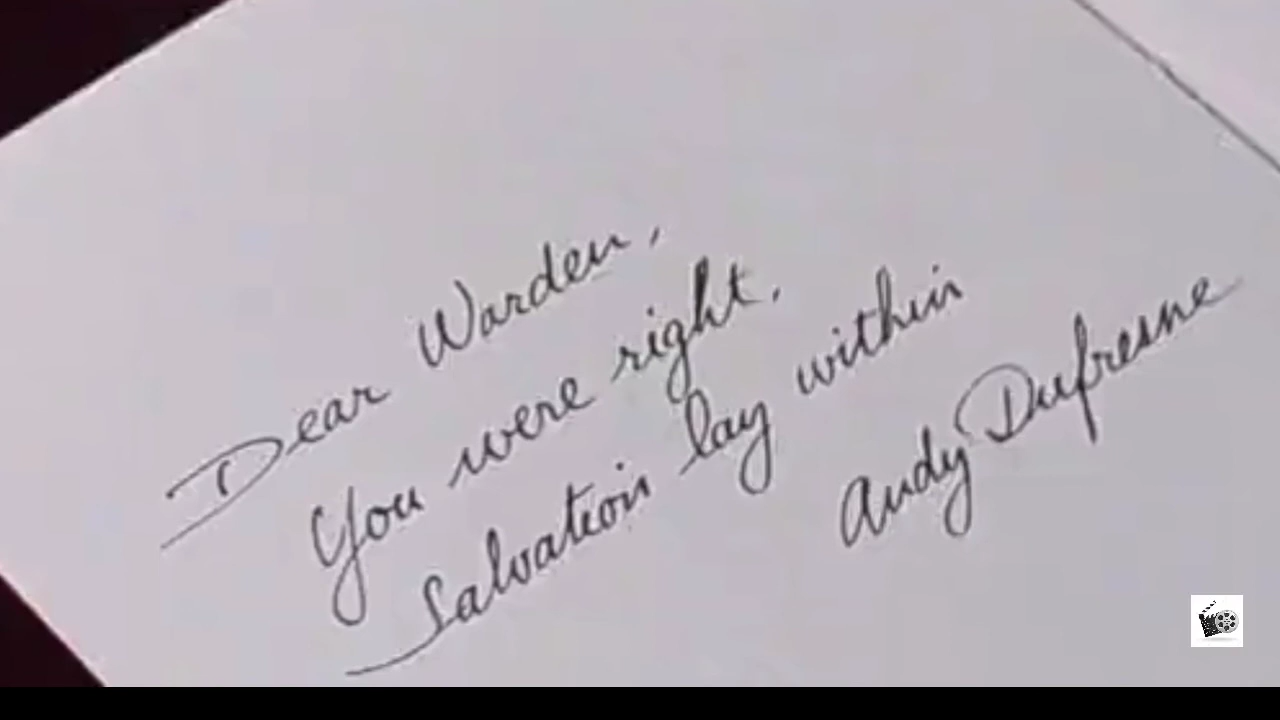 Dear Warden,
You were right.
Salvation lay within
Andy Dufresne